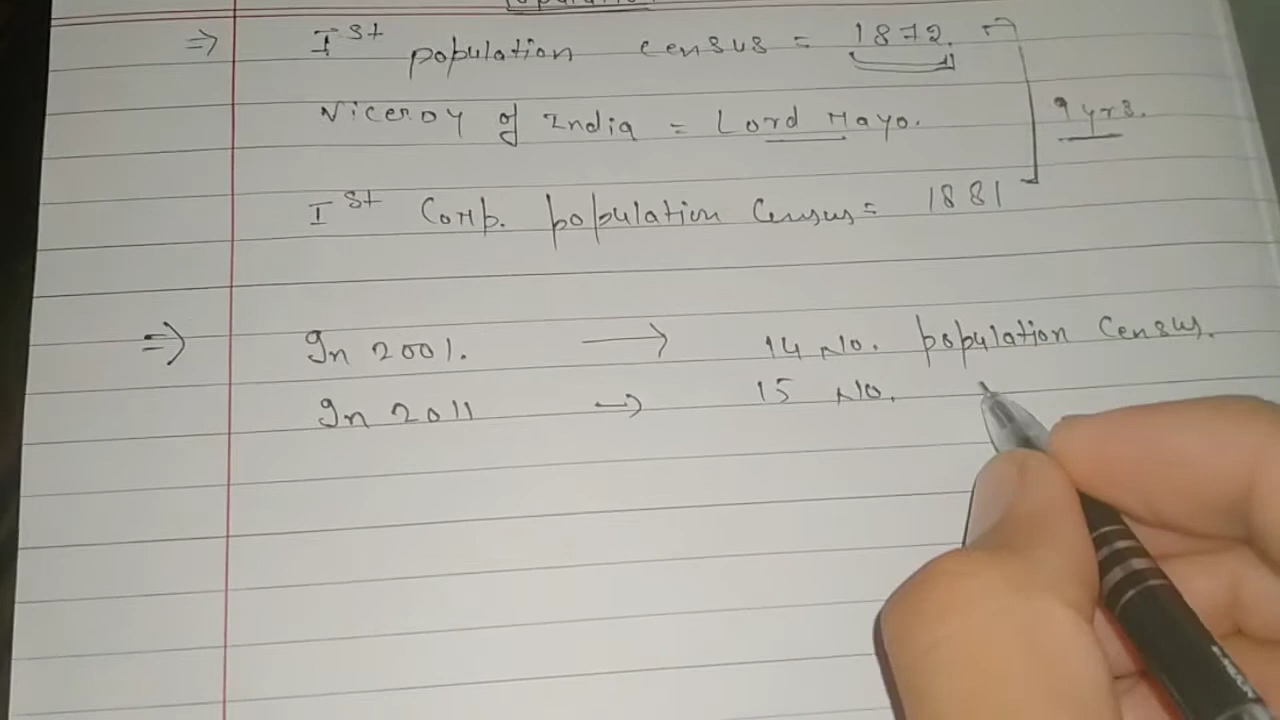 ⇒ Ist population census = 1872.
Viceroy of India = Lord Mayo.
9 yrs.
Ist Comp. population Census = 1881
⇒ In 2001. → 14 No. population Census.
In 2011 → 15 No.